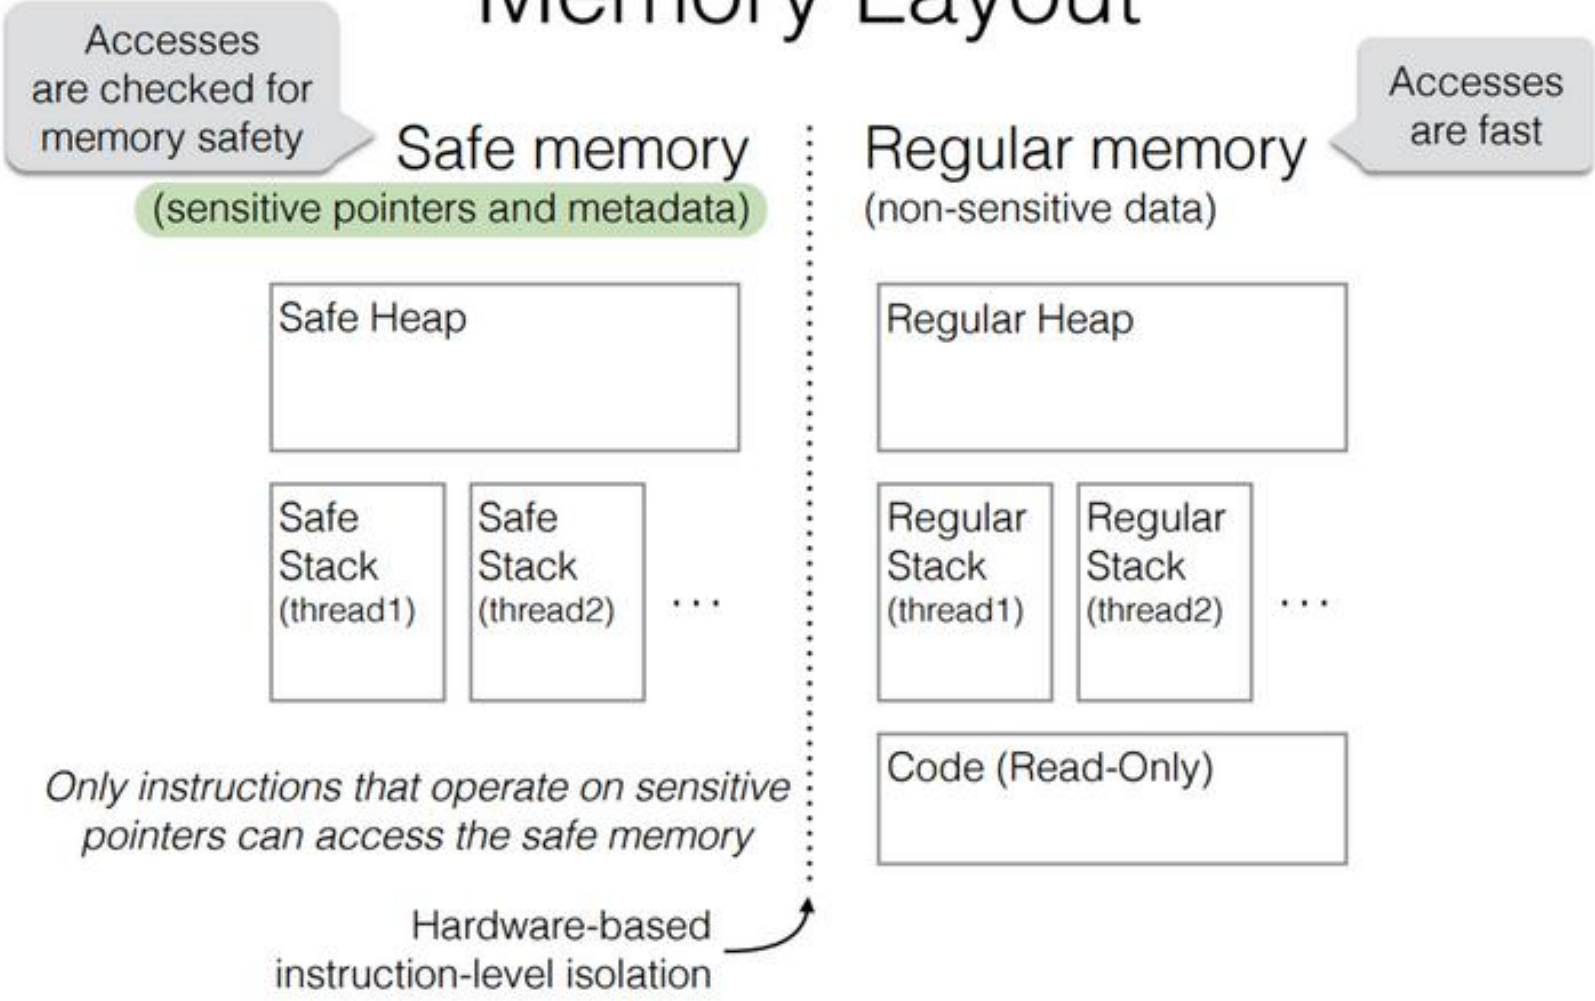 Memory Layout
Accesses
are checked for
memory safety
Accesses
are fast
Safe memory
(sensitive pointers and metadata)
Regular memory
(non-sensitive data)
Safe Heap
Regular Heap
Safe
Stack
(thread1)
Safe
Stack
(thread2)
...
Regular
Stack
(thread1)
Regular
Stack
(thread2)
...
Code (Read-Only)
Only instructions that operate on sensitive
pointers can access the safe memory
Hardware-based
instruction-level isolation